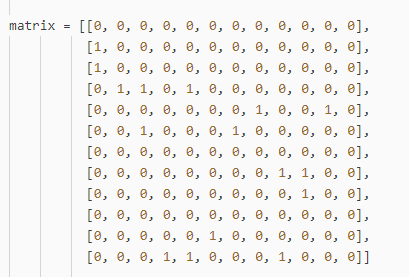 matrix = [[0, 0, 0, 0, 0, 0, 0, 0, 0, 0, 0, 0],
[1, 0, 0, 0, 0, 0, 0, 0, 0, 0, 0, 0],
[1, 0, 0, 0, 0, 0, 0, 0, 0, 0, 0, 0],
[0, 1, 1, 0, 1, 0, 0, 0, 0, 0, 0, 0],
[0, 0, 0, 0, 0, 0, 0, 1, 0, 0, 1, 0],
[0, 0, 1, 0, 0, 0, 1, 0, 0, 0, 0, 0],
[0, 0, 0, 0, 0, 0, 0, 0, 0, 0, 0, 0],
[0, 0, 0, 0, 0, 0, 0, 0, 1, 1, 0, 0],
[0, 0, 0, 0, 0, 0, 0, 0, 0, 1, 0, 0],
[0, 0, 0, 0, 0, 0, 0, 0, 0, 0, 0, 0],
[0, 0, 0, 0, 0, 1, 0, 0, 0, 0, 0, 0],
[0, 0, 0, 1, 1, 0, 0, 0, 1, 0, 0, 0]]